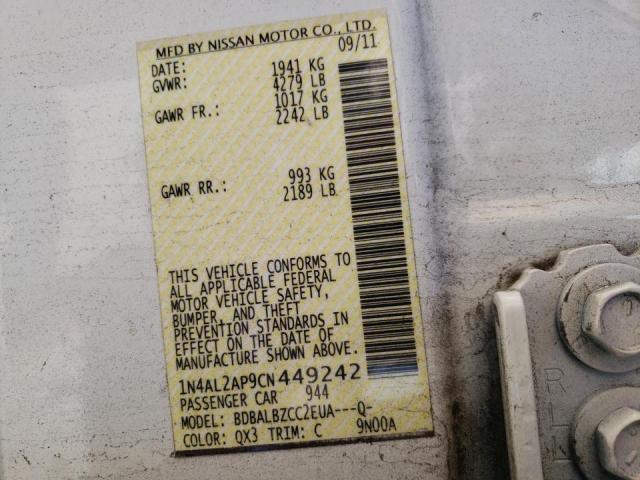 MFD BY NISSAN MOTOR CO., LTD.
DATE: 09/11
GVWR: 1941 KG
4279 LB
GAWR FR.: 1017 KG
2242 LB
GAWR RR.: 993 KG
2189 LB
THIS VEHICLE CONFORMS TO
ALL APPLICABLE FEDERAL
MOTOR VEHICLE SAFETY,
BUMPER, AND THEFT
PREVENTION STANDARDS IN
EFFECT ON THE DATE OF
MANUFACTURE SHOWN ABOVE.
1N4AL2AP9CN449242
PASSENGER CAR 944
MODEL: BDBALBZCC2EUA---Q-
COLOR: QX3 TRIM: C 9N00A
R
L